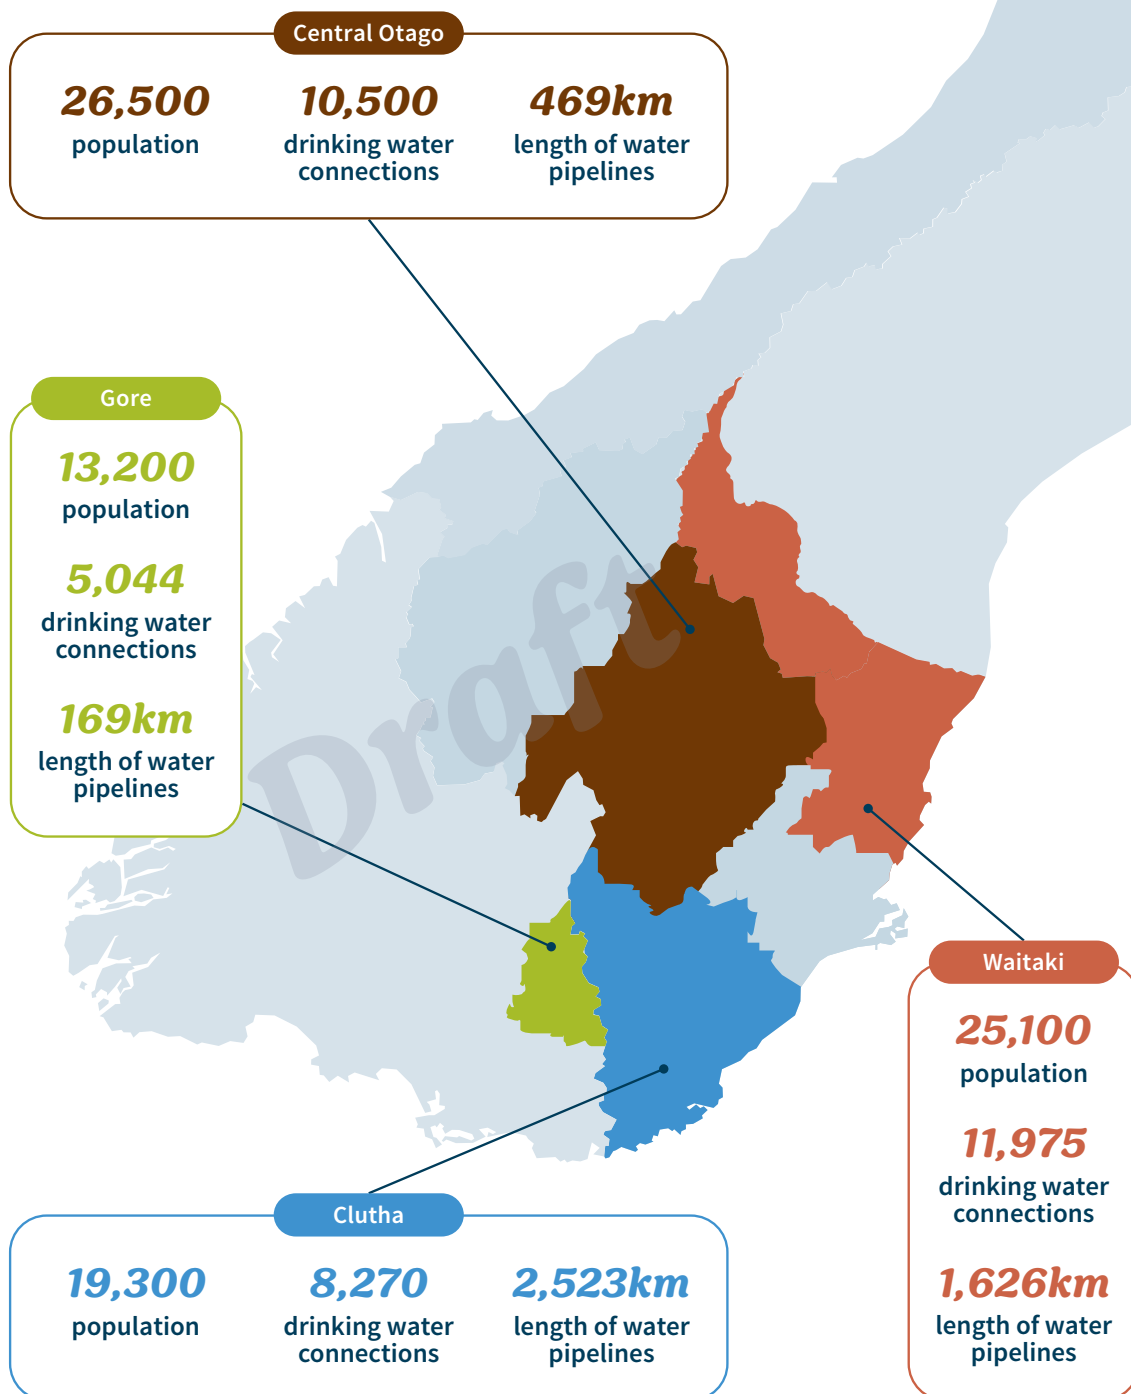 Central Otago
26,500
population
10,500
drinking water
connections
469km
length of water
pipelines
Gore
13,200
population
5,044
drinking water
connections
169km
length of water
pipelines
Draft
Waitaki
25,100
population
11,975
drinking water
connections
1,626km
length of water
pipelines
Clutha
19,300
population
8,270
drinking water
connections
2,523km
length of water
pipelines